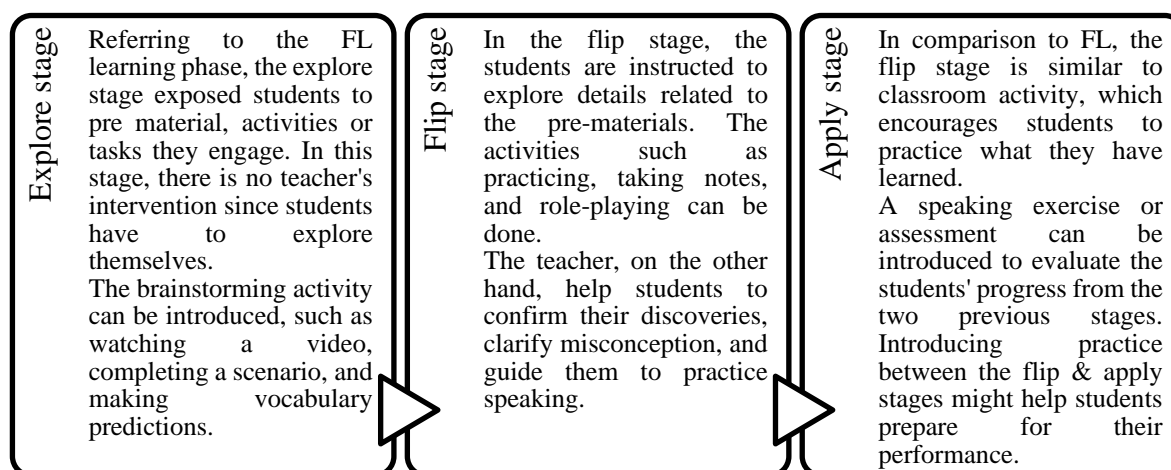 Explore stage
Referring to the FL
learning phase, the explore
stage exposed students to
pre material, activities or
tasks they engage. In this
stage, there is no teacher's
intervention since students
have to explore
themselves.
The brainstorming activity
can be introduced, such as
watching a video,
completing a scenario, and
making vocabulary
predictions.
Flip stage
In the flip stage, the
students are instructed to
explore details related to
the pre-materials. The
activities such as
practicing, taking notes,
and role-playing can be
done.
The teacher, on the other
hand, help students to
confirm their discoveries,
clarify misconception, and
guide them to practice
speaking.
Apply stage
In comparison to FL, the
flip stage is similar to
classroom activity, which
encourages students to
practice what they have
learned.
A speaking exercise or
assessment can be
introduced to evaluate the
students' progress from the
two previous stages.
Introducing practice
between the flip & apply
stages might help students
prepare for their
performance.